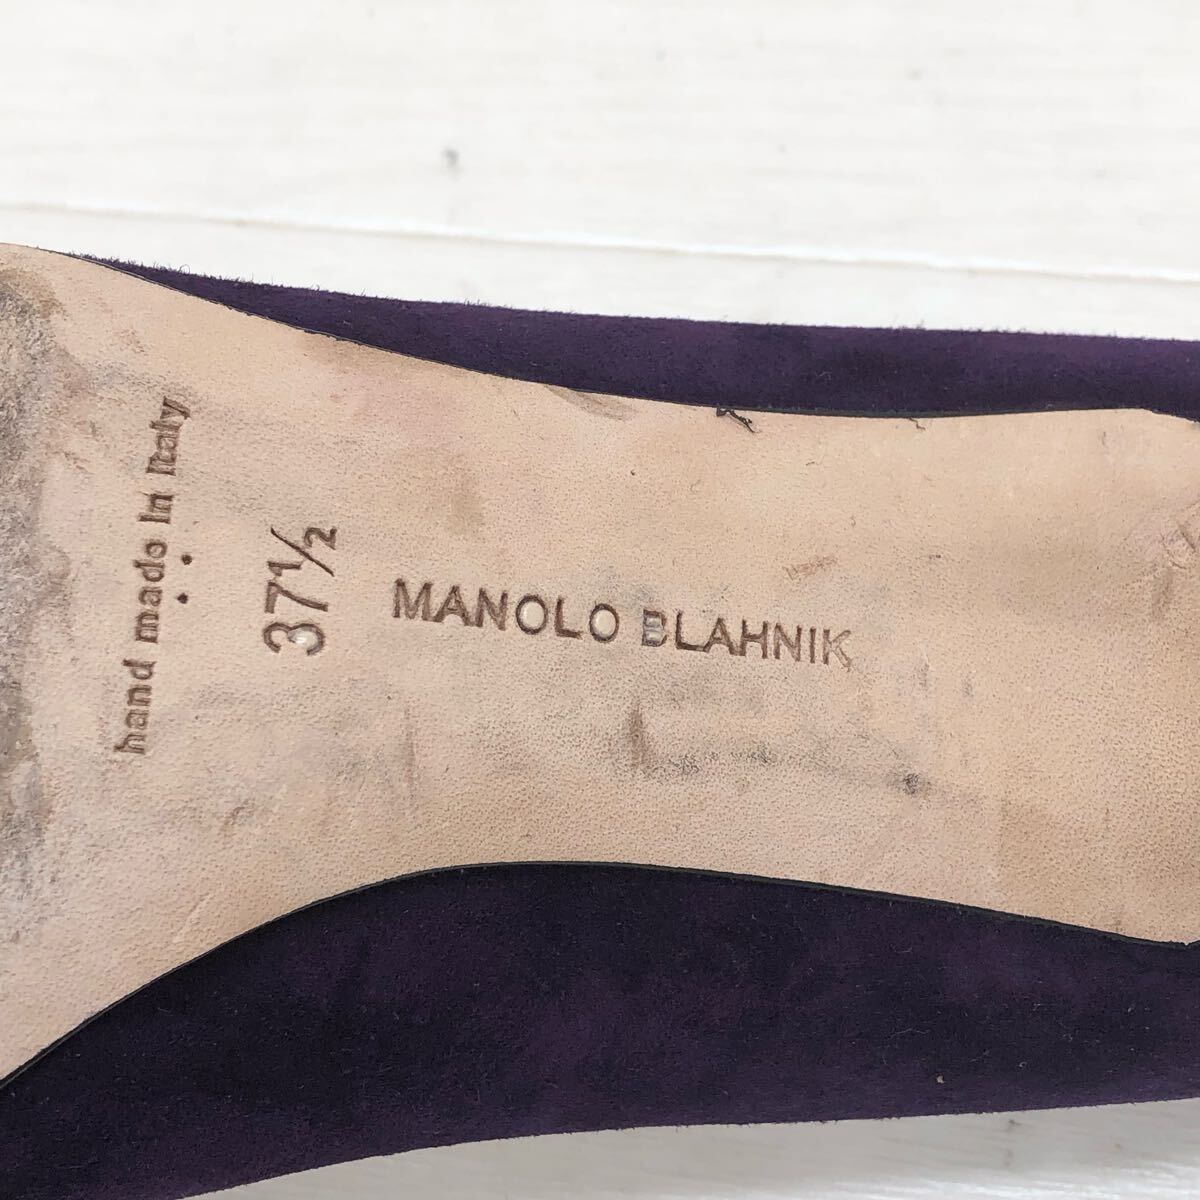 MANOLO BLAHNIK
37½
hand made in Italy